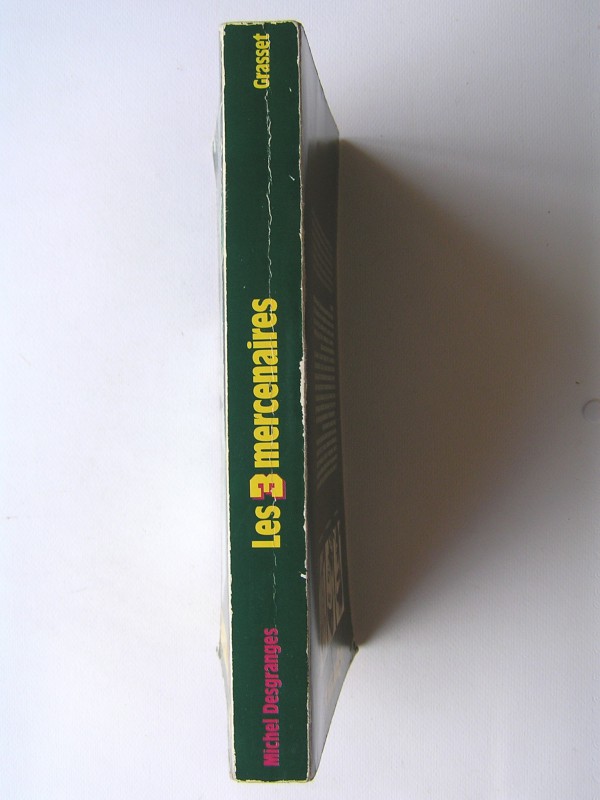 Michel Desgranges
Les 3 mercenaires
Grasset